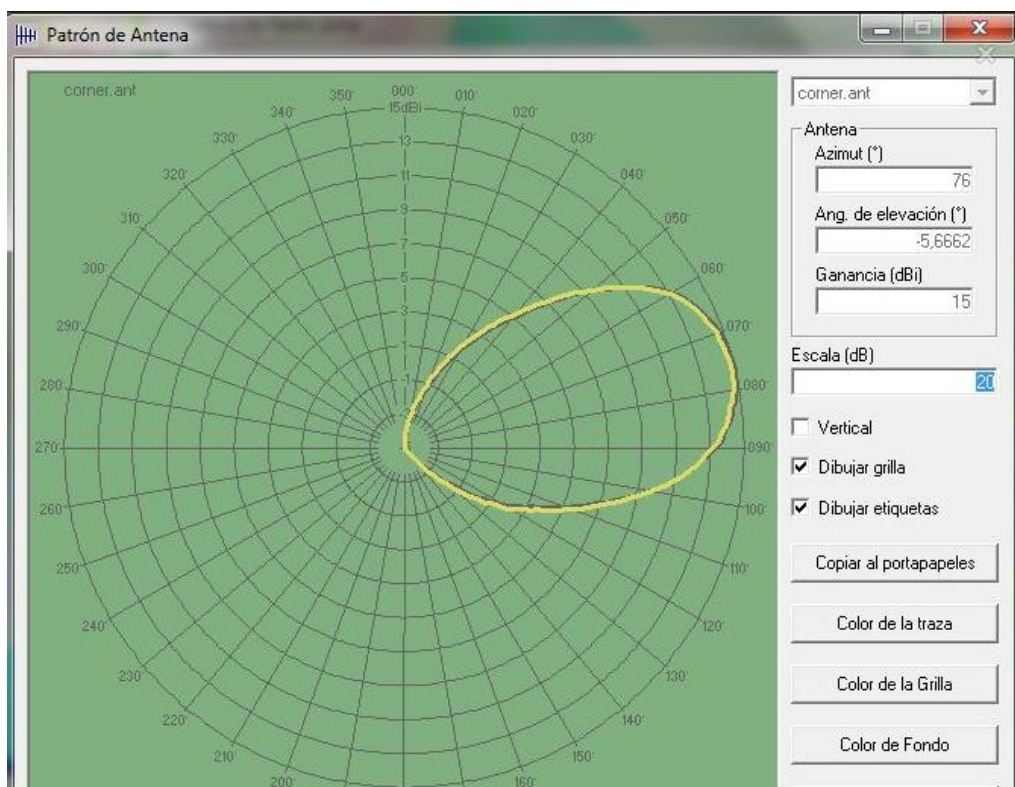 Patrón de Antena
corner.ant
000°
15dBi
350°
010°
340°
020°
330°
030°
320°
040°
310°
050°
300°
060°
290°
070°
280°
080°
270°
090°
260°
100°
250°
110°
240°
120°
230°
130°
220°
140°
210°
150°
200°
160°
13
11
9
7
5
3
1
-1
corner.ant
Antena
Azimut (°)
76
Ang. de elevación (°)
-5,6662
Ganancia (dBi)
15
Escala (dB)
20
Vertical
Dibujar grilla
Dibujar etiquetas
Copiar al portapapeles
Color de la traza
Color de la Grilla
Color de Fondo